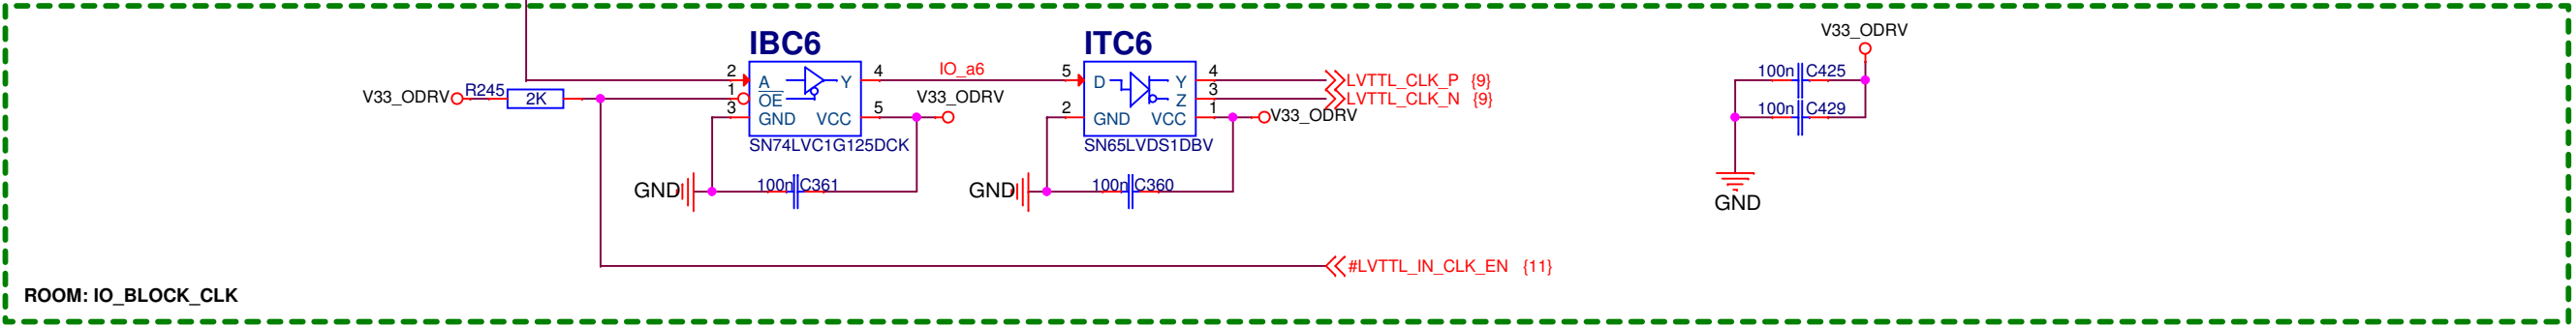 V33_ODRV
IBC6
ITC6
2
A
Y
4
IO_a6
5
D
Y
4
LVTTL_CLK_P {9}
100n
C425
V33_ODRV
R245
2K
1
OE
V33_ODRV
Z
3
LVTTL_CLK_N {9}
3
GND
VCC
5
2
GND
VCC
1
V33_ODRV
100n
C429
SN74LVC1G125DCK
SN65LVDS1DBV
GND
100n
C361
GND
100n
C360
GND
#LVTTL_IN_CLK_EN {11}
ROOM: IO_BLOCK_CLK